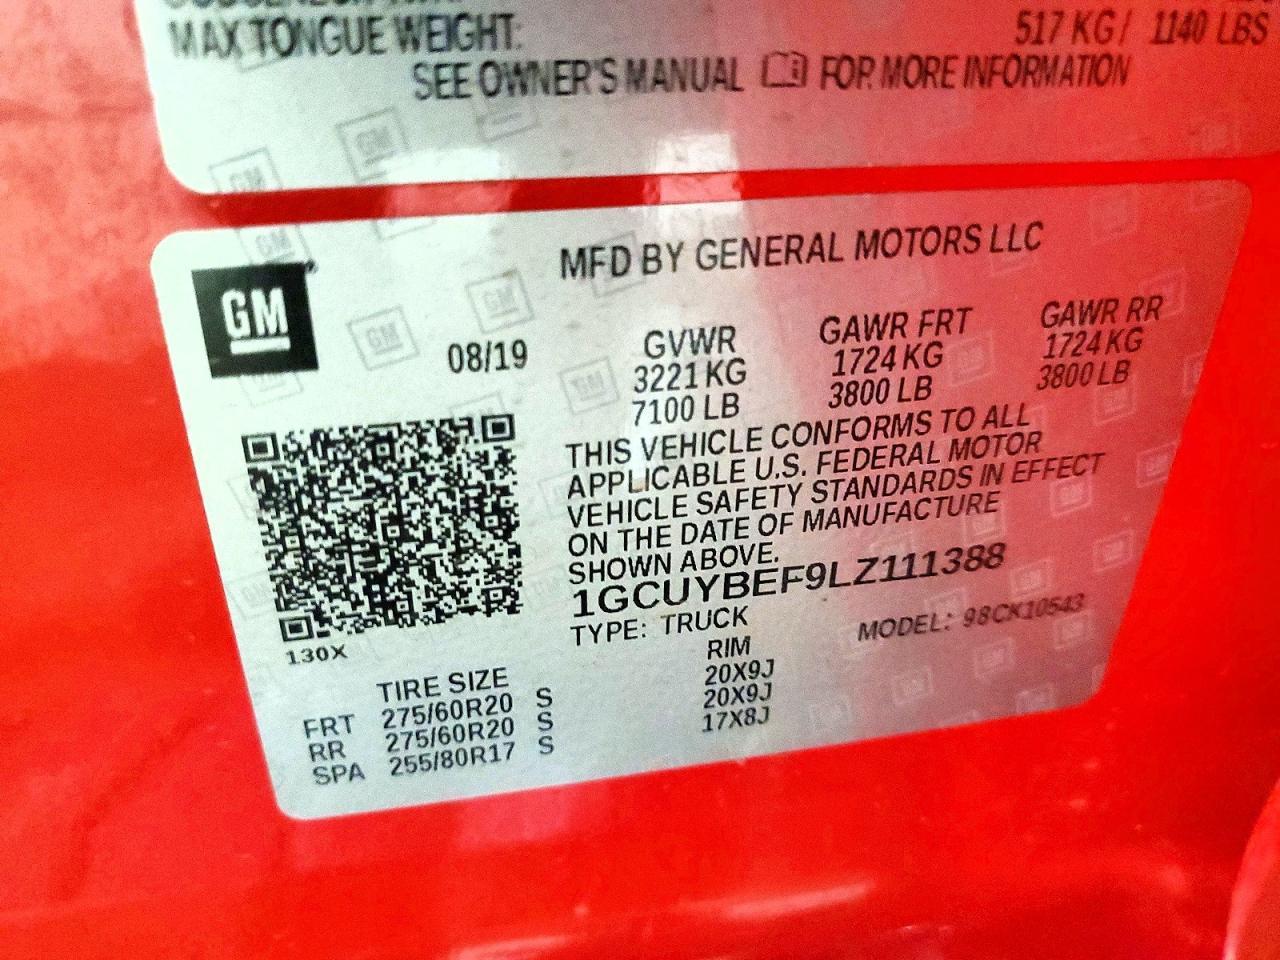 MAX TONGUE WEIGHT: 517 KG / 1140 LBS
SEE OWNER'S MANUAL FOR MORE INFORMATION
GM
MFD BY GENERAL MOTORS LLC
08/19
GVWR GAWR FRT GAWR RR
3221 KG 1724 KG 1724 KG
7100 LB 3800 LB 3800 LB
THIS VEHICLE CONFORMS TO ALL
APPLICABLE U.S. FEDERAL MOTOR
VEHICLE SAFETY STANDARDS IN EFFECT
ON THE DATE OF MANUFACTURE
SHOWN ABOVE.
1GCUYBEF9LZ111388
TYPE: TRUCK MODEL: 98CK10543
130X
TIRE SIZE RIM
FRT 275/60R20 S 20X9J
RR 275/60R20 S 20X9J
SPA 255/80R17 S 17X8J